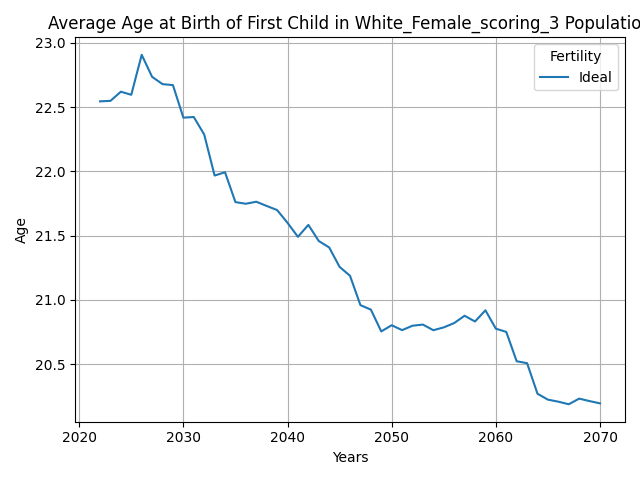 Average Age at Birth of First Child in White_Female_scoring_3 Populatio
Fertility
Ideal
Age
23.0
22.5
22.0
21.5
21.0
20.5
2020 2030 2040 2050 2060 2070
Years